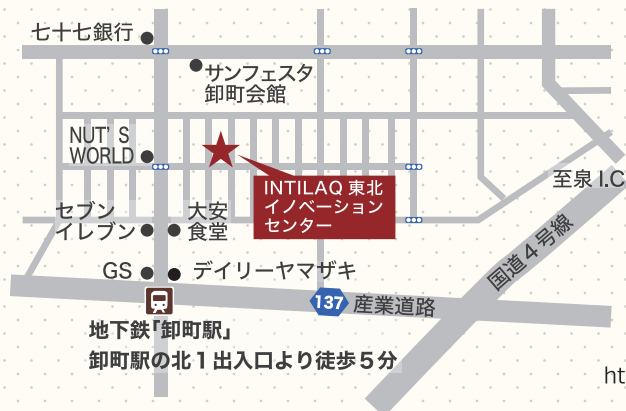 七十七銀行
サンフェスタ
卸町会館
NUT'S
WORLD
INTILAQ 東北
イノベーション
センター
至泉 I.C
セブン
イレブン
大安
食堂
国道4号線
GS
デイリーヤマザキ
137 産業道路
地下鉄「卸町駅」
卸町駅の北1出入口より徒歩5分
ht